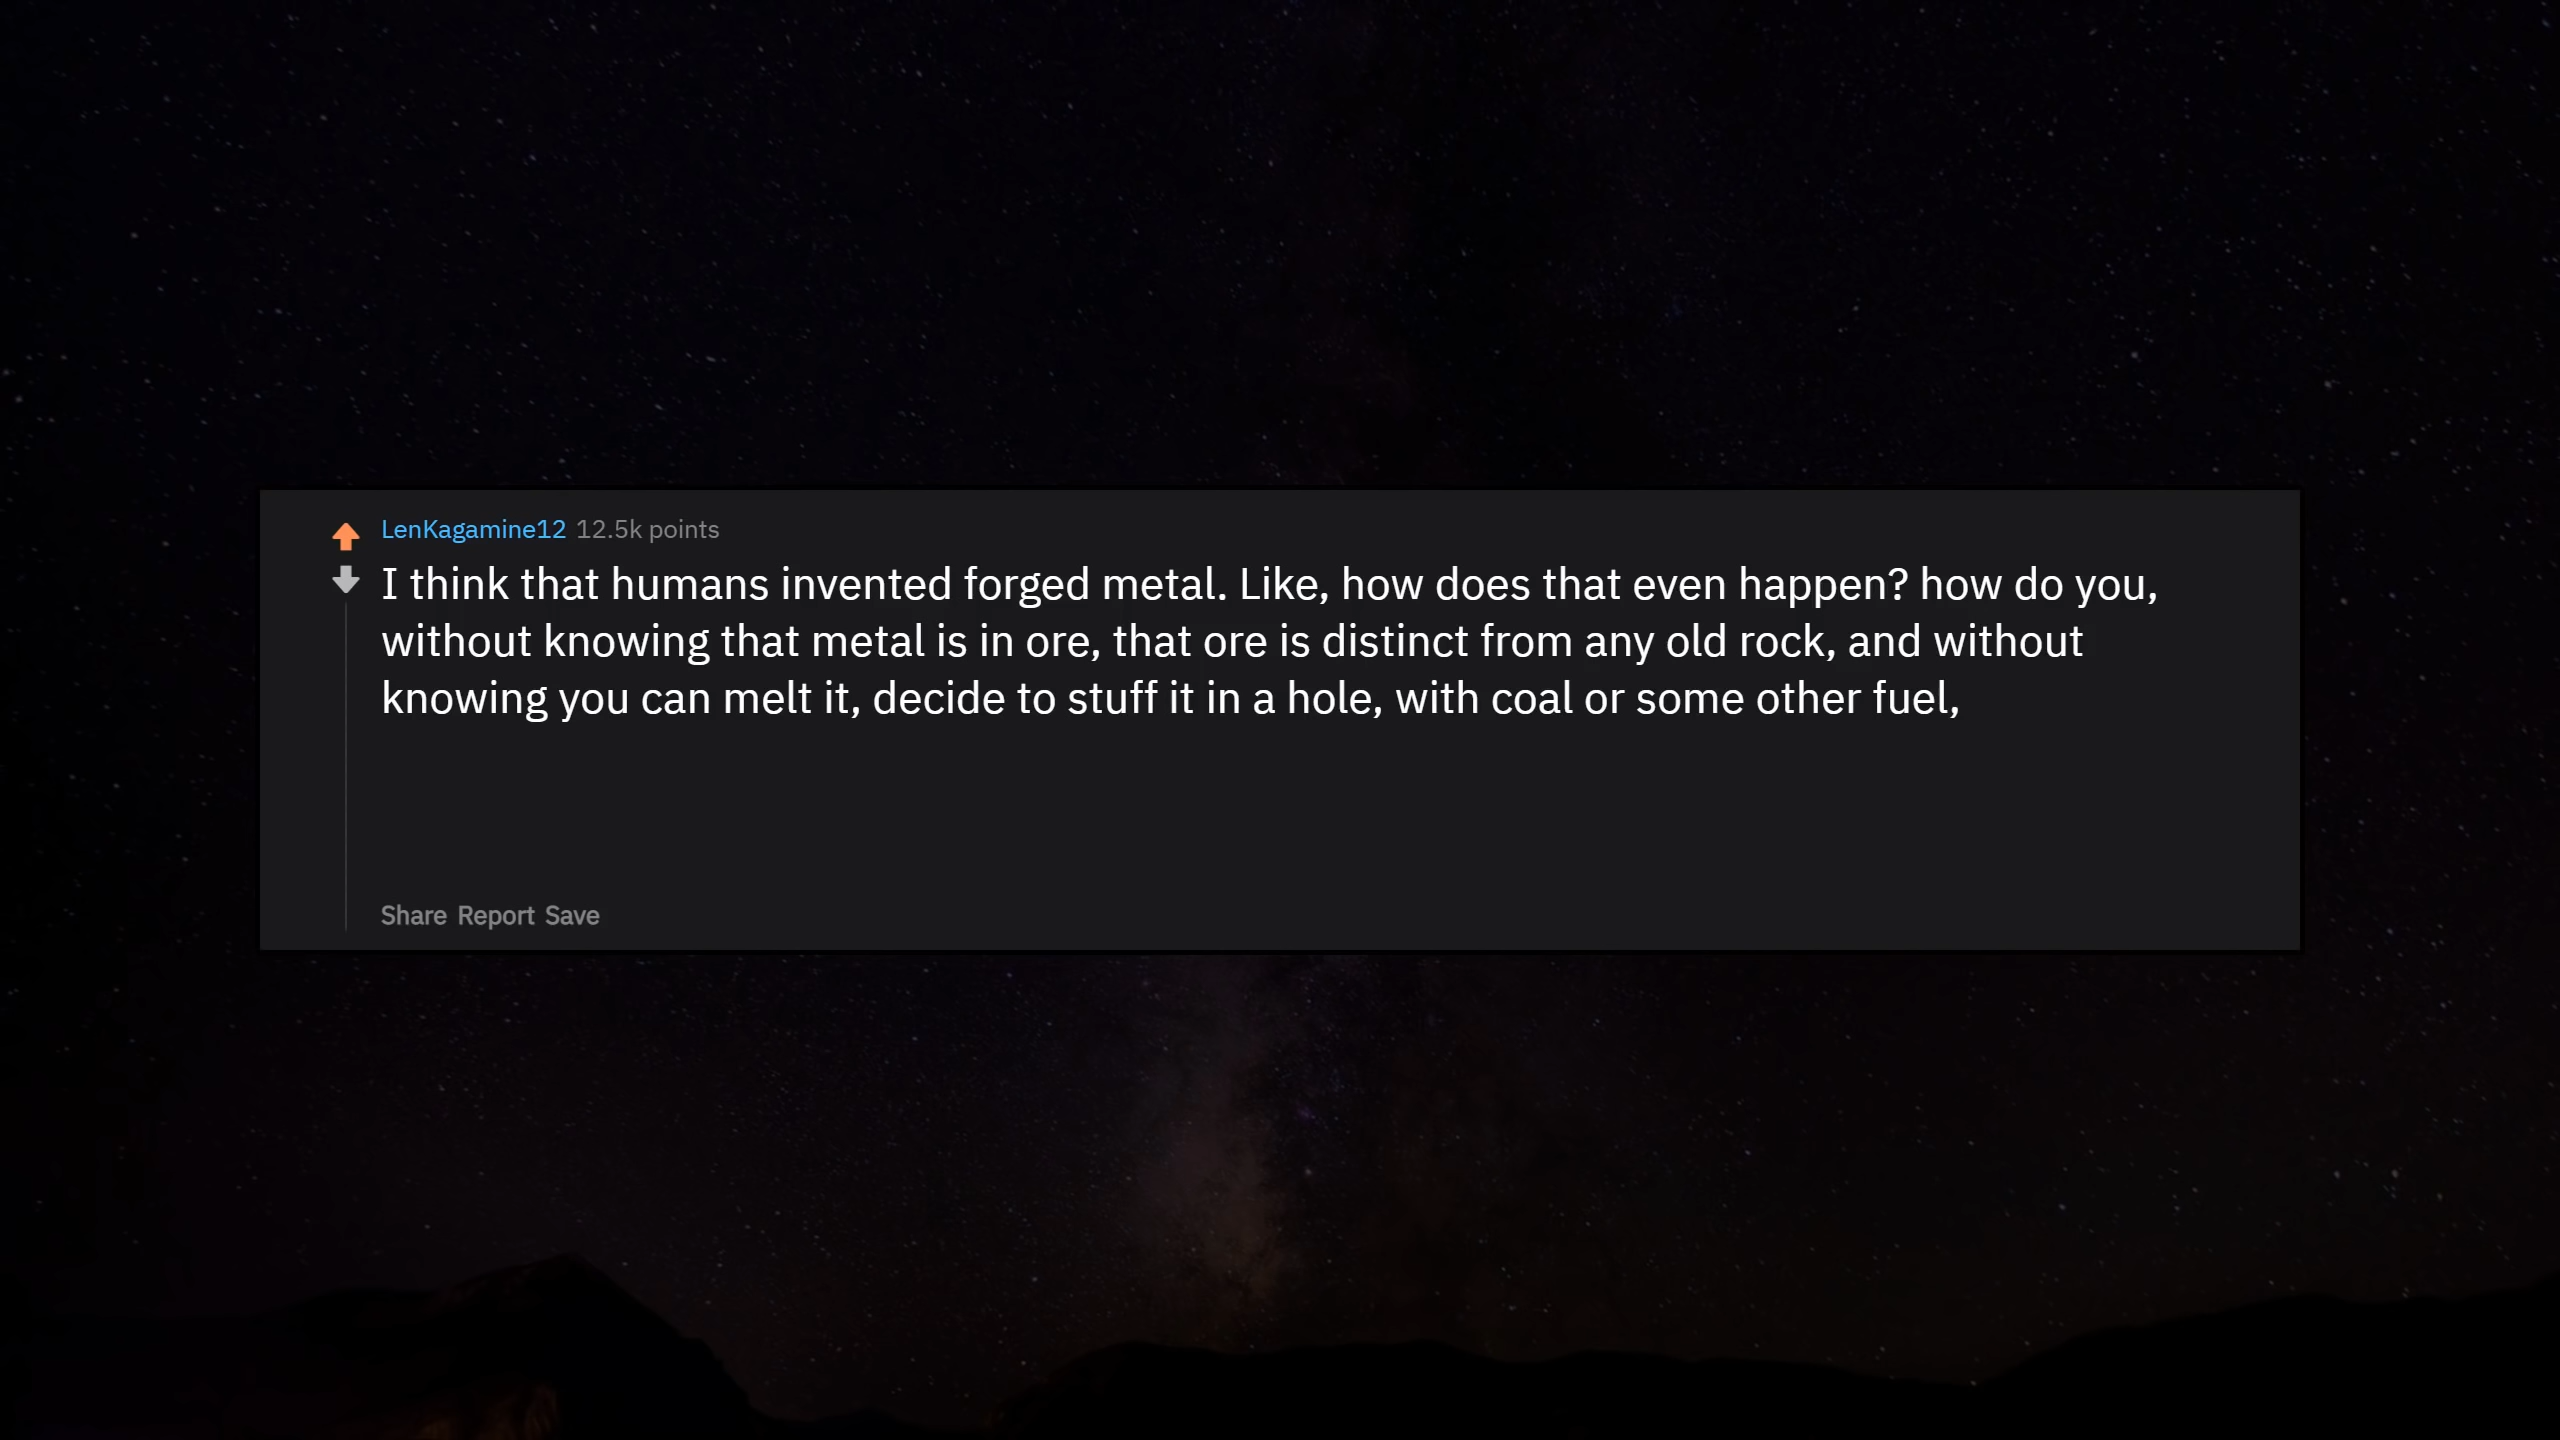 LenKagamine12 12.5k points
I think that humans invented forged metal. Like, how does that even happen? how do you,
without knowing that metal is in ore, that ore is distinct from any old rock, and without
knowing you can melt it, decide to stuff it in a hole, with coal or some other fuel,
Share Report Save